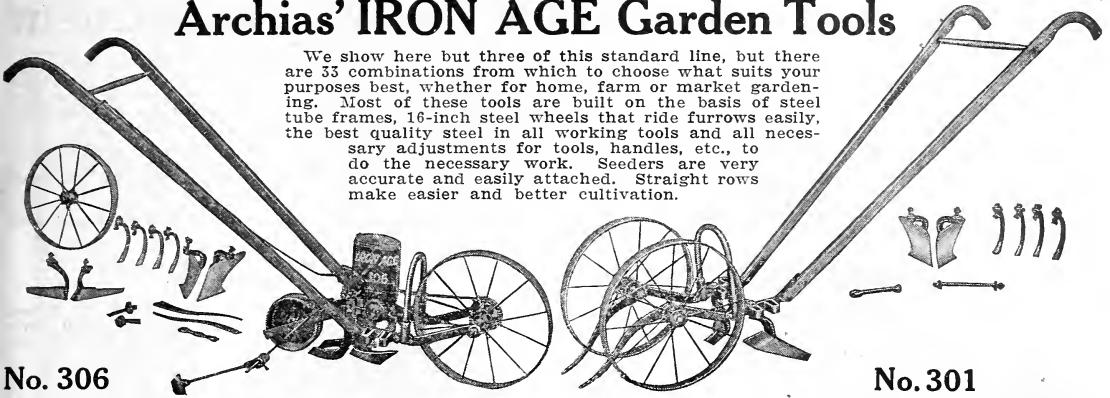 Archias' IRON AGE Garden Tools
We show here but three of this standard line, but there
are 33 combinations from which to choose what suits your
purposes best, whether for home, farm or market garden-
ing. Most of these tools are built on the basis of steel
tube frames, 16-inch steel wheels that ride furrows easily,
the best quality steel in all working tools and all neces-
sary adjustments for tools, handles, etc., to
do the necessary work. Seeders are very
accurate and easily attached. Straight rows
make easier and better cultivation.
IRON AGE
306
No. 306
No. 301